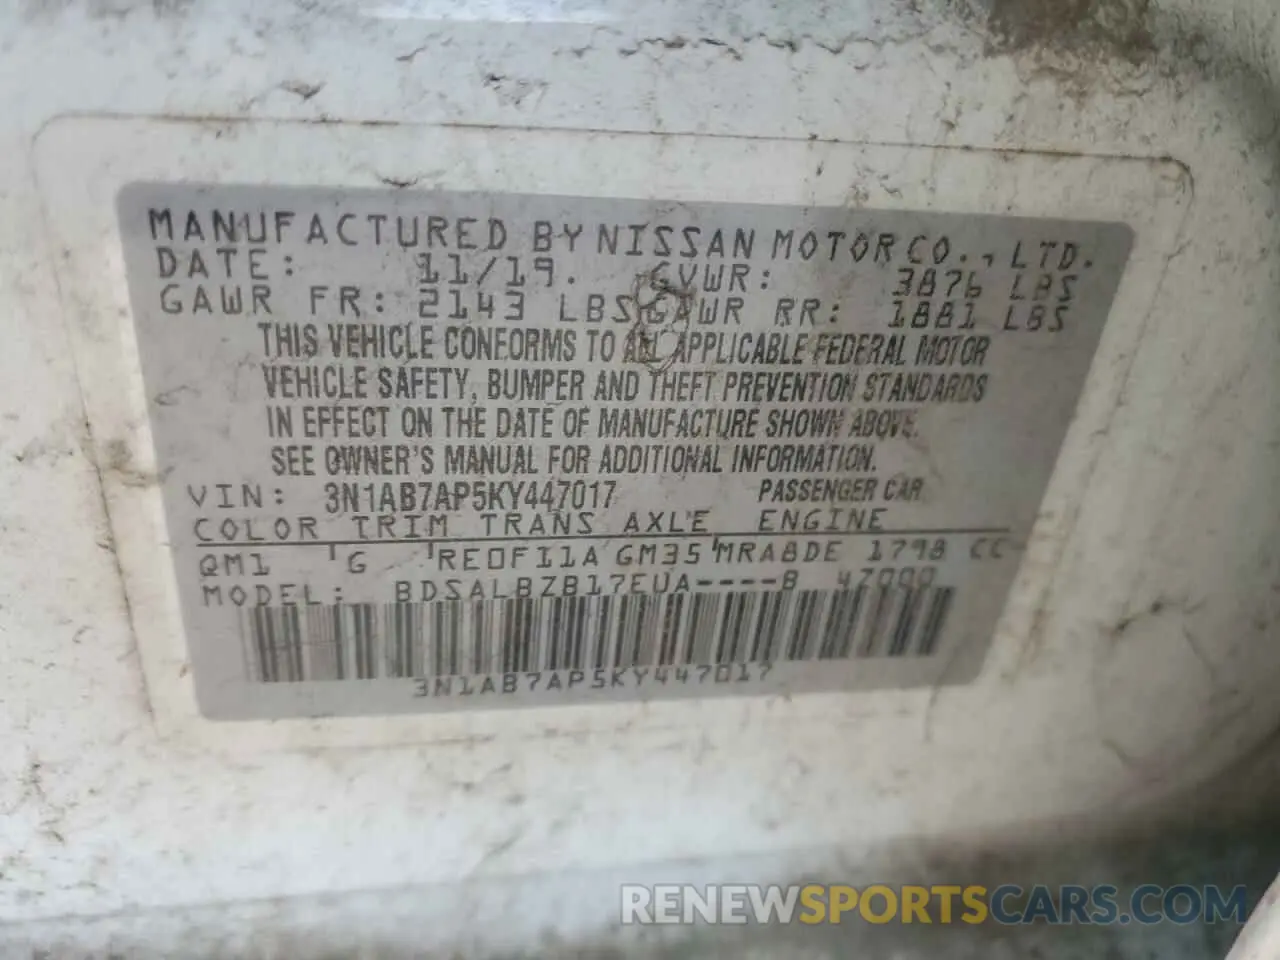 MANUFACTURED BY NISSAN MOTOR CO., LTD.
DATE: 11/19. GVWR: 3876 LBS
GAWR FR: 2143 LBS GAWR RR: 1881 LBS
THIS VEHICLE CONFORMS TO ALL APPLICABLE FEDERAL MOTOR
VEHICLE SAFETY, BUMPER AND THEFT PREVENTION STANDARDS
IN EFFECT ON THE DATE OF MANUFACTURE SHOWN ABOVE.
SEE OWNER'S MANUAL FOR ADDITIONAL INFORMATION.
VIN: 3N1AB7AP5KY447017 PASSENGER CAR
COLOR TRIM TRANS AXLE ENGINE
QM1 G RE0F11A GM35 MRA8DE 1798 CC
MODEL: BDSALBZB17EUA----B 47000
3N1AB7AP5KY447017
RENEWSPORTSCARS.COM